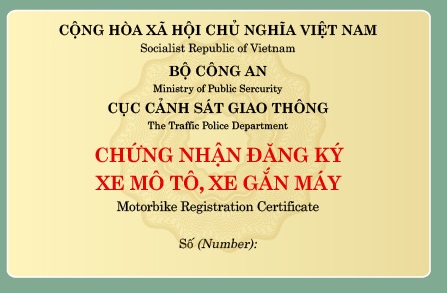 CỘNG HÒA XÃ HỘI CHỦ NGHĨA VIỆT NAM
Socialist Republic of Vietnam
BỘ CÔNG AN
Ministry of Public Sercurity
CỤC CẢNH SÁT GIAO THÔNG
The Traffic Police Department
CHỨNG NHẬN ĐĂNG KÝ
XE MÔ TÔ, XE GẮN MÁY
Motorbike Registration Certificate
Số (Number):